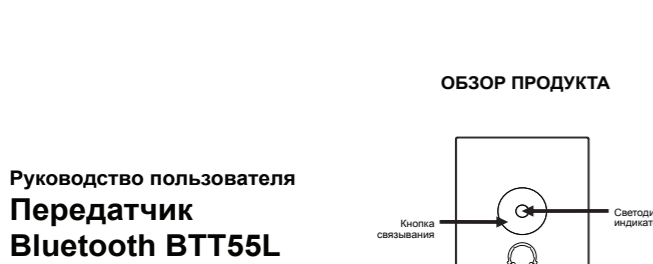 ОБЗОР ПРОДУКТА
Руководство пользователя
Передатчик
Bluetooth BTT55L
Кнопка
связывания